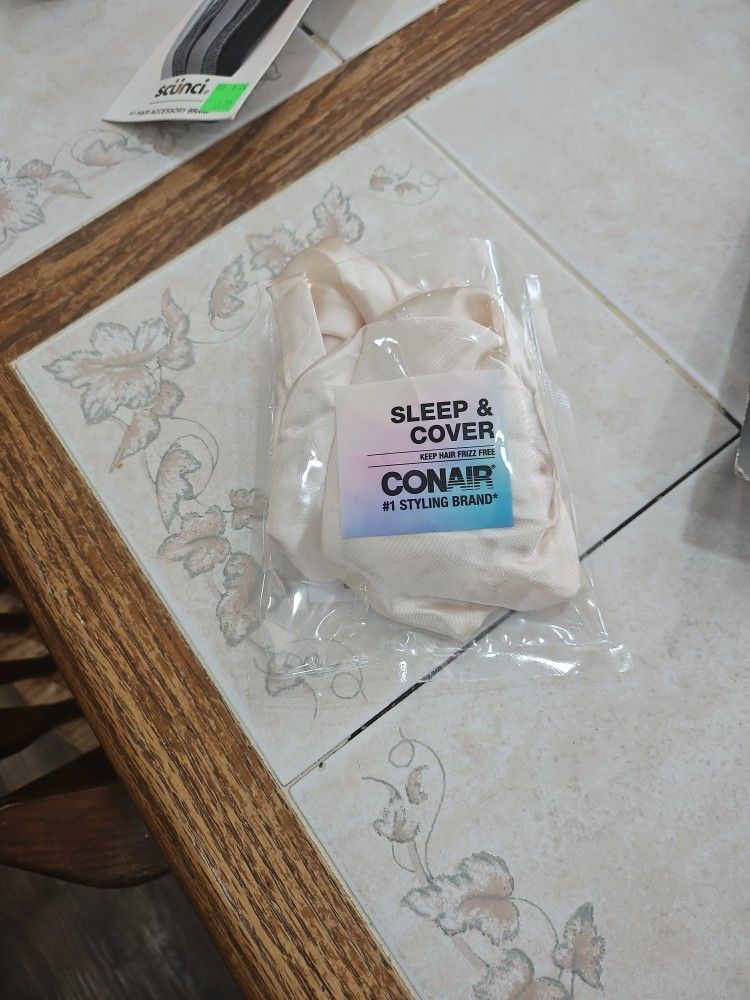 scünci
#1 HAIR ACCESSORY BRAND
SLEEP &
COVER
KEEP HAIR FRIZZ FREE
CONAIR®
#1 STYLING BRAND*